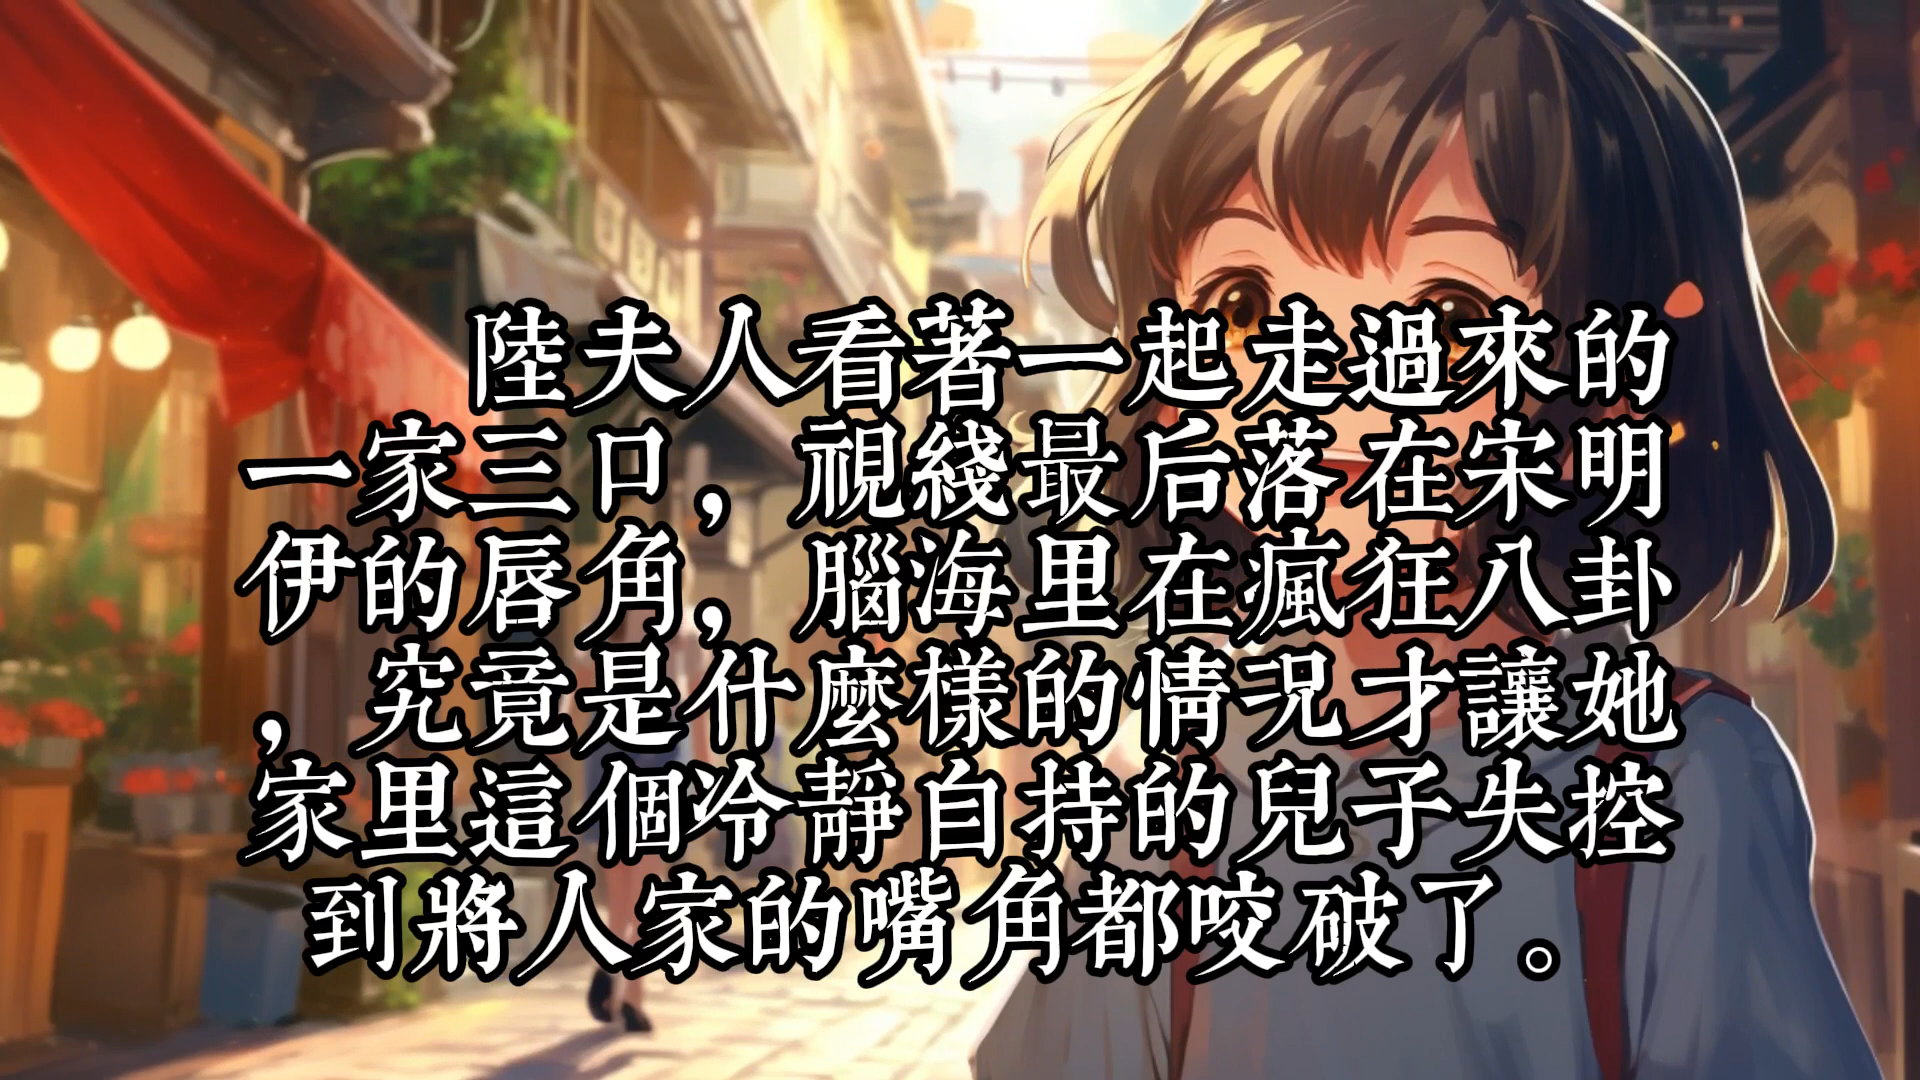 陸夫人看著一起走過來的
一家三口，視綫最后落在宋明
伊的唇角，腦海里在瘋狂八卦
，究竟是什麼樣的情況才讓她
家里這個冷靜自持的兒子失控
到將人家的嘴角都咬破了。